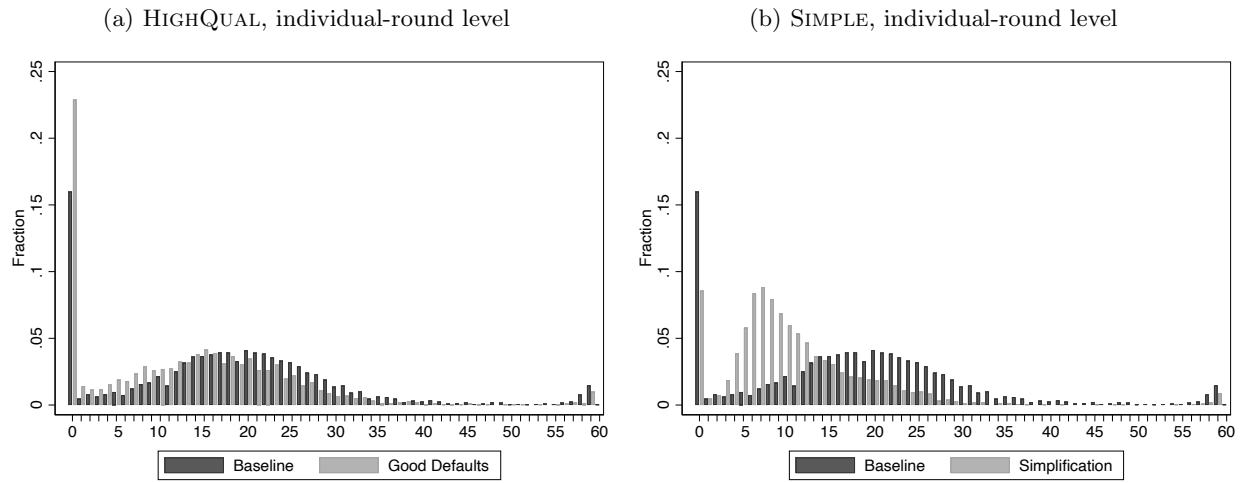 (a) HIGHQUAL, individual-round level
.25
.2
.15
.1
.05
0
Fraction
0 5 10 15 20 25 30 35 40 45 50 55 60
Baseline Good Defaults
(b) SIMPLE, individual-round level
.25
.2
.15
.1
.05
0
Fraction
0 5 10 15 20 25 30 35 40 45 50 55 60
Baseline Simplification